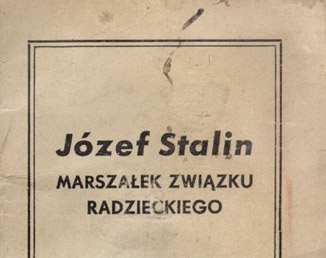 Józef Stalin
MARSZAŁEK ZWIĄZKU
RADZIECKIEGO